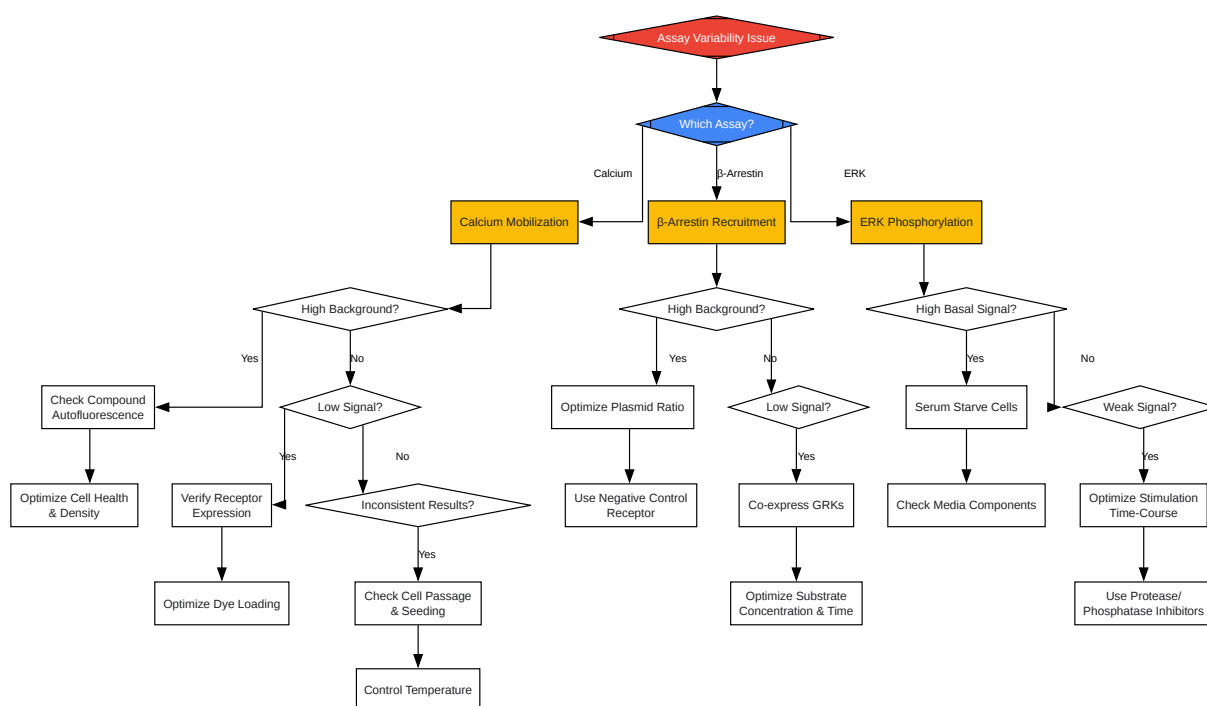 Assay Variability Issue
Which Assay?
Calcium
β-Arrestin
ERK
Calcium Mobilization
β-Arrestin Recruitment
ERK Phosphorylation
High Background?
High Background?
High Basal Signal?
Yes
No
Yes
No
Yes
No
Check Compound
Autofluorescence
Low Signal?
Optimize Plasmid Ratio
Low Signal?
Serum Starve Cells
Weak Signal?
Yes
No
Yes
Yes
Optimize Cell Health
& Density
Verify Receptor
Expression
Inconsistent Results?
Use Negative Control
Receptor
Co-express GRKs
Check Media Components
Optimize Stimulation
Time-Course
Yes
Optimize Dye Loading
Check Cell Passage
& Seeding
Optimize Substrate
Concentration & Time
Use Protease/
Phosphatase Inhibitors
Control Temperature